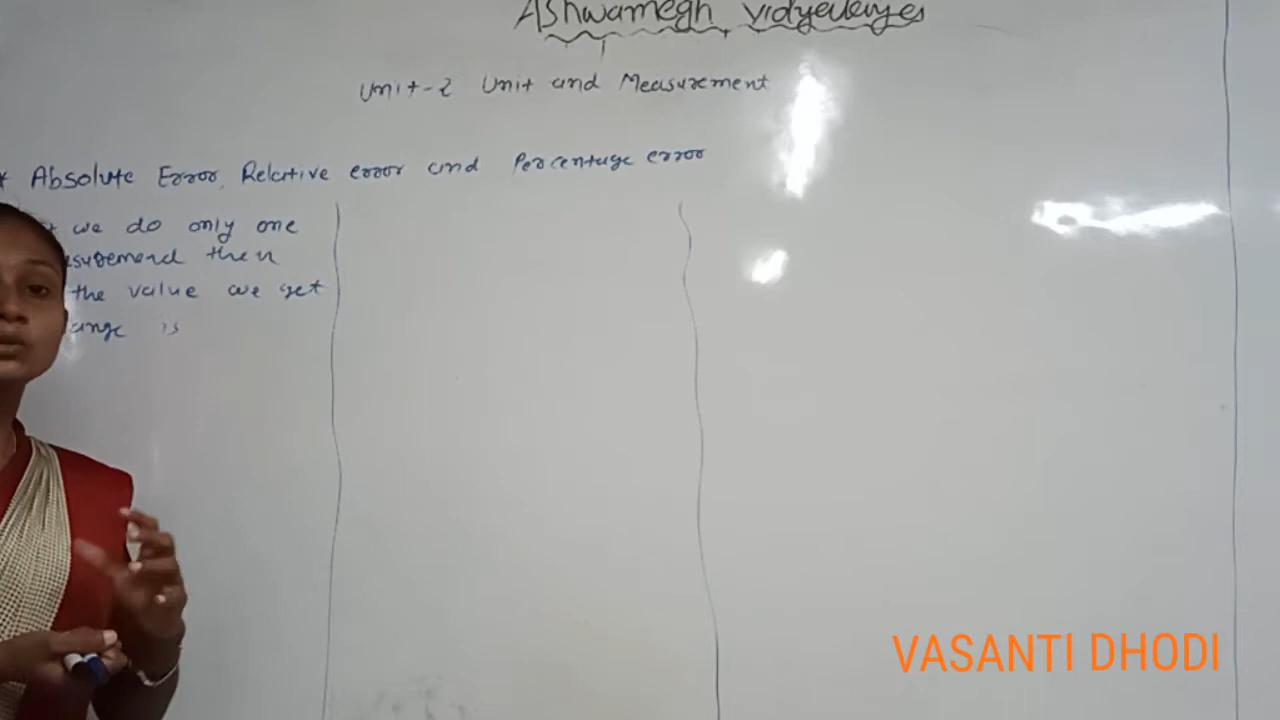 Ashwamegh vidyalaya
Unit-2 Unit and Measurement
* Absolute Error, Relative error and Percentage error
we do only one
then
the value we get
is
VASANTI DHODI